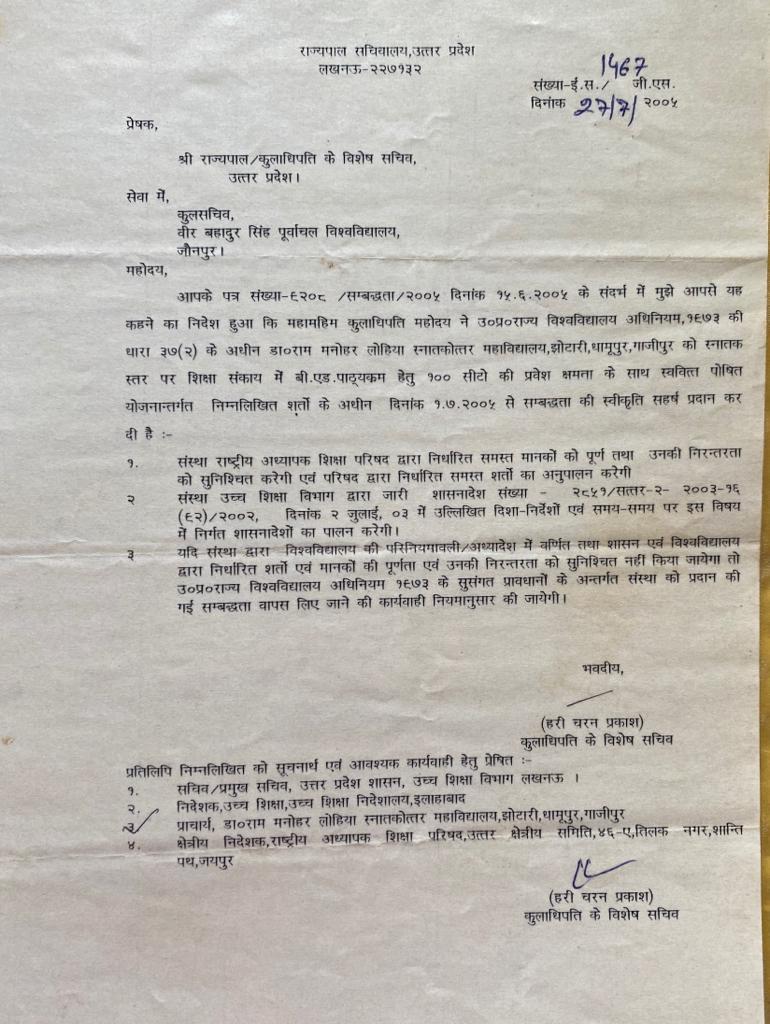 राज्यपाल सचिवालय,उत्तर प्रदेश
लखनऊ-२२७१३२
संख्या-ई.स./ 1467 जी.एस.
दिनांक 27/7/ २००५
प्रेषक,
श्री राज्यपाल/कुलाधिपति के विशेष सचिव,
उत्तर प्रदेश।
सेवा में,
कुलसचिव,
वीर बहादुर सिंह पूर्वाचल विश्वविद्यालय,
जौनपुर।
महोदय,
आपके पत्र संख्या-६२०८ /सम्बद्धता/२००५ दिनांक १५.६.२००५ के संदर्भ में मुझे आपसे यह
कहने का निदेश हुआ कि महामहिम कुलाधिपति महोदय ने उ०प्र०राज्य विश्वविद्यालय अधिनियम,१९७३ की
धारा ३७(२) के अधीन डा०राम मनोहर लोहिया स्नातकोत्तर महाविद्यालय,झोटारी,धामूपुर,गाजीपुर को स्नातक
स्तर पर शिक्षा संकाय में बी.एड.पाठ्यकम हेतु १०० सीटो की प्रवेश क्षमता के साथ स्ववित्त पोषित
योजनान्तर्गत निम्नलिखित शर्तो के अधीन दिनांक १.७.२००५ से सम्बद्धता की स्वीकृति सहर्ष प्रदान कर
दी है :-
१. संस्था राष्ट्रीय अध्यापक शिक्षा परिषद द्वारा निर्धारित समस्त मानकों को पूर्ण तथा उनकी निरन्तरता
को सुनिश्चित करेगी एवं परिषद द्वारा निर्धारित समस्त शर्तो का अनुपालन करेगी
२ संस्था उच्च शिक्षा विभाग द्वारा जारी शासनादेश संख्या - २८५१/सत्तर-२- २००३-१६
(६२)/२००२, दिनांक २ जुलाई, ०३ में उल्लिखित दिशा-निर्देशों एवं समय-समय पर इस विषय
में निर्गत शासनादेशों का पालन करेगी।
३ यदि संस्था द्वारा विश्वविद्यालय की परिनियमावली/अध्यादेश में वर्णित तथा शासन एवं विश्वविद्यालय
द्वारा निर्धारित शर्तो एवं मानकों की पूर्णता एवं उनकी निरन्तरता को सुनिश्चित नहीं किया जायेगा तो
उ०प्र०राज्य विश्वविद्यालय अधिनियम १९७३ के सुसंगत प्रावधानों के अन्तर्गत संस्था को प्रदान की
गई सम्बद्धता वापस लिए जाने की कार्यवाही नियमानुसार की जायेगी।
भवदीय,
(हरी चरन प्रकाश)
कुलाधिपति के विशेष सचिव
प्रतिलिपि निम्नलिखित को सूचनार्थ एवं आवश्यक कार्यवाही हेतु प्रेषित :-
१. सचिव/प्रमुख सचिव, उत्तर प्रदेश शासन, उच्च शिक्षा विभाग लखनऊ ।
२. निदेशक,उच्च शिक्षा,उच्च शिक्षा निदेशालय,इलाहाबाद
३ प्राचार्य, डा०राम मनोहर लोहिया स्नातकोत्तर महाविद्यालय,झोटारी,धामूपुर,गाजीपुर
४. क्षेत्रीय निदेशक,राष्ट्रीय अध्यापक शिक्षा परिषद,उत्तर क्षेत्रीय समिति,४६-ए,तिलक नगर,शान्ति
पथ,जयपुर
(हरी चरन प्रकाश)
कुलाधिपति के विशेष सचिव